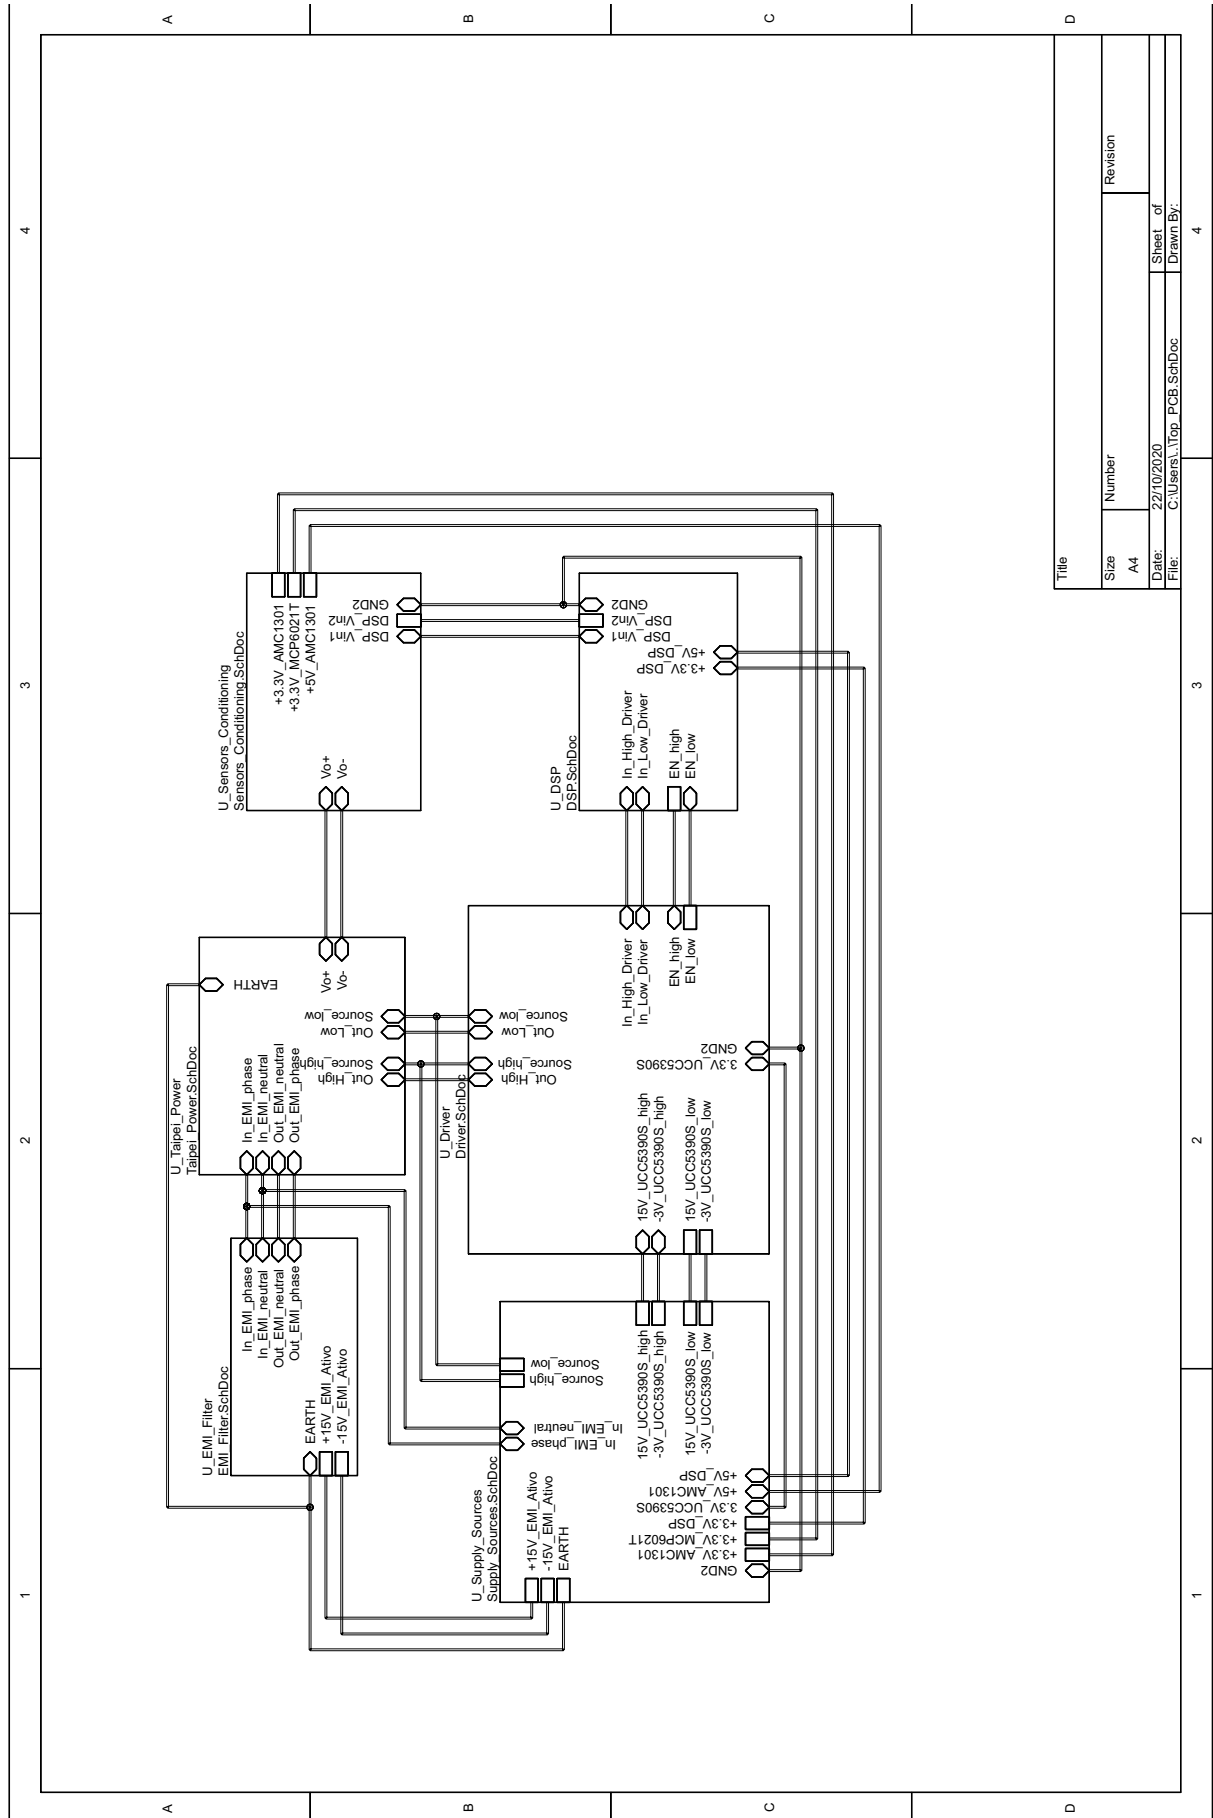 1
2
3
4
A
B
C
D
U_EMI_Filter
EMI_Filter.SchDoc
In_EMI_phase
In_EMI_neutral
Out_EMI_neutral
Out_EMI_phase
EARTH
+15V_EMI_Ativo
-15V_EMI_Ativo
U_Taipei_Power
Taipei_Power.SchDoc
EARTH
In_EMI_phase
In_EMI_neutral
Out_EMI_neutral
Out_EMI_phase
Vo+
Vo-
Out_High
Source_high
Out_Low
Source_low
U_Sensors_Conditioning
Sensors_Conditioning.SchDoc
+3.3V_AMC1301
+3.3V_MCP6021T
+5V_AMC1301
Vo+
Vo-
DSP_Vin1
DSP_Vin2
GND2
U_Supply_Sources
Supply_Sources.SchDoc
+15V_EMI_Ativo
-15V_EMI_Ativo
EARTH
In_EMI_phase
In_EMI_neutral
Source_high
Source_low
15V_UCC5390S_high
-3V_UCC5390S_high
15V_UCC5390S_low
-3V_UCC5390S_low
GND2
+3.3V_AMC1301
+3.3V_MCP6021T
+3.3V_DSP
3.3V_UCC5390S
+5V_AMC1301
+5V_DSP
U_Driver
Driver.SchDoc
Out_High
Source_high
Out_Low
Source_low
In_High_Driver
In_Low_Driver
EN_high
EN_low
15V_UCC5390S_high
-3V_UCC5390S_high
15V_UCC5390S_low
-3V_UCC5390S_low
3.3V_UCC5390S
GND2
U_DSP
DSP.SchDoc
DSP_Vin1
DSP_Vin2
GND2
In_High_Driver
In_Low_Driver
EN_high
EN_low
+3.3V_DSP
+5V_DSP
Title
Size
Number
Revision
A4
Date:
22/10/2020
Sheet of
File:
C:\Users\..\Top_PCB.SchDoc
Drawn By:
1
2
3
4
A
B
C
D